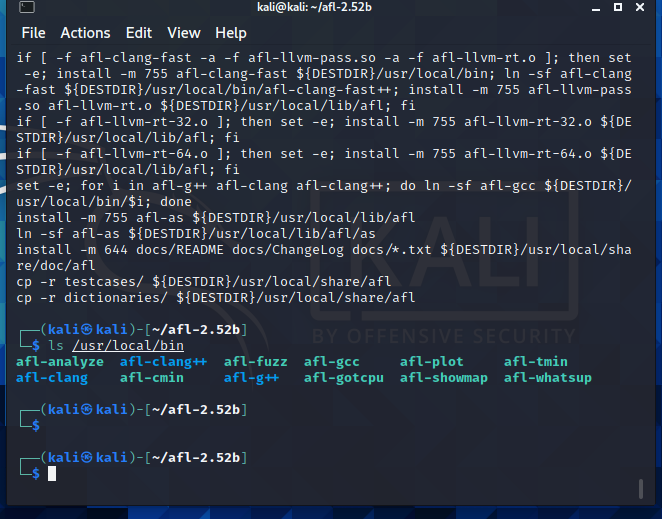 kali@kali: ~/afl-2.52b
File Actions Edit View Help
if [ -f afl-clang-fast -a -f afl-llvm-pass.so -a -f afl-llvm-rt.o ]; then set
 -e; install -m 755 afl-clang-fast ${DESTDIR}/usr/local/bin; ln -sf afl-clang
-fast ${DESTDIR}/usr/local/bin/afl-clang-fast++; install -m 755 afl-llvm-pass
.so afl-llvm-rt.o ${DESTDIR}/usr/local/lib/afl; fi
if [ -f afl-llvm-rt-32.o ]; then set -e; install -m 755 afl-llvm-rt-32.o ${DE
STDIR}/usr/local/lib/afl; fi
if [ -f afl-llvm-rt-64.o ]; then set -e; install -m 755 afl-llvm-rt-64.o ${DE
STDIR}/usr/local/lib/afl; fi
set -e; for i in afl-g++ afl-clang afl-clang++; do ln -sf afl-gcc ${DESTDIR}/
usr/local/bin/$i; done
install -m 755 afl-as ${DESTDIR}/usr/local/lib/afl
ln -sf afl-as ${DESTDIR}/usr/local/lib/afl/as
install -m 644 docs/README docs/ChangeLog docs/*.txt ${DESTDIR}/usr/local/sha
re/doc/afl
cp -r testcases/ ${DESTDIR}/usr/local/share/afl
cp -r dictionaries/ ${DESTDIR}/usr/local/share/afl
KALI
BY OFFENSIVE SECURITY
┌──(kali㉿kali)-[~/afl-2.52b]
└─$ ls /usr/local/bin
afl-analyze afl-clang++ afl-fuzz afl-gcc afl-plot afl-tmin
afl-clang afl-cmin afl-g++ afl-gotcpu afl-showmap afl-whatsup
┌──(kali㉿kali)-[~/afl-2.52b]
└─$
┌──(kali㉿kali)-[~/afl-2.52b]
└─$